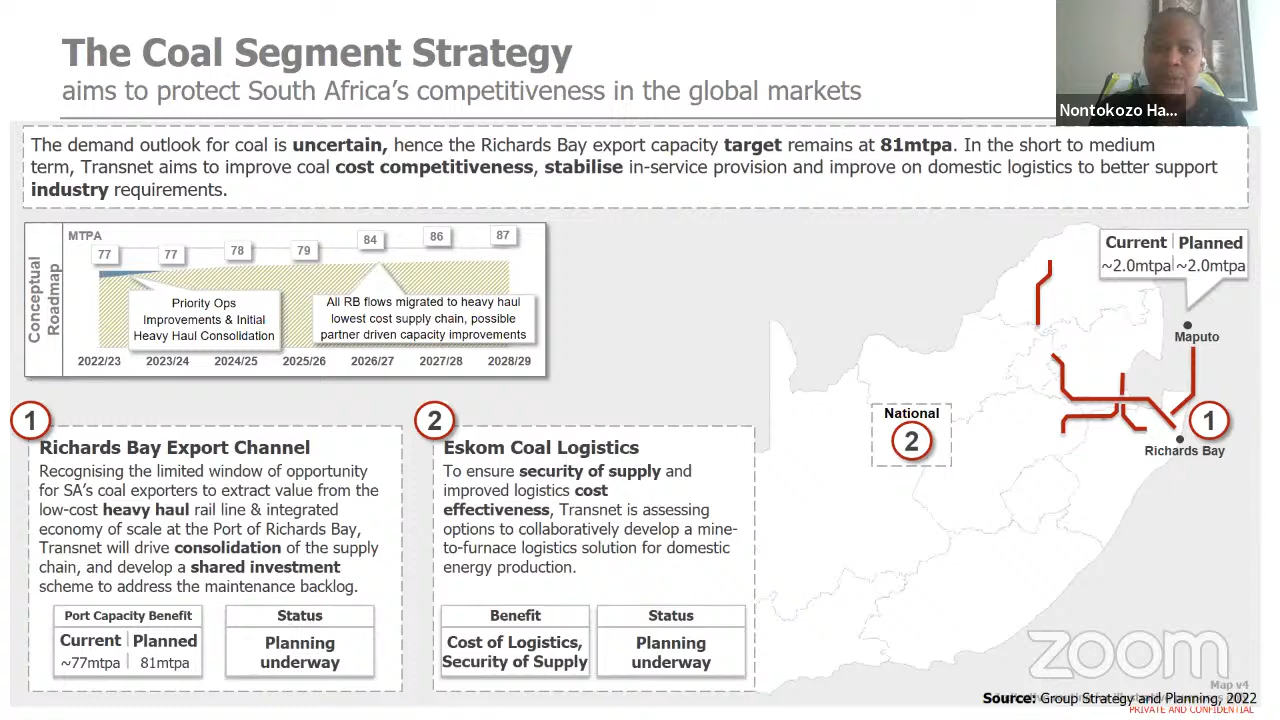 The Coal Segment Strategy
aims to protect South Africa's competitiveness in the global markets
Nontokozo Ha...
The demand outlook for coal is uncertain, hence the Richards Bay export capacity target remains at 81mtpa. In the short to medium
term, Transnet aims to improve coal cost competitiveness, stabilise in-service provision and improve on domestic logistics to better support
industry requirements.
Conceptual
Roadmap
MTPA
77 77 78 79 84 86 87
Priority Ops
Improvements & Initial
Heavy Haul Consolidation
All RB flows migrated to heavy haul
lowest cost supply chain, possible
partner driven capacity improvements
2022/23 2023/24 2024/25 2025/26 2026/27 2027/28 2028/29
Current Planned
~2.0mtpa ~2.0mtpa
Maputo
National
2
1
Richards Bay
1
Richards Bay Export Channel
Recognising the limited window of opportunity
for SA's coal exporters to extract value from the
low-cost heavy haul rail line & integrated
economy of scale at the Port of Richards Bay,
Transnet will drive consolidation of the supply
chain, and develop a shared investment
scheme to address the maintenance backlog.
Port Capacity Benefit
Current Planned
~77mtpa 81mtpa
Status
Planning
underway
2
Eskom Coal Logistics
To ensure security of supply and
improved logistics cost
effectiveness, Transnet is assessing
options to collaboratively develop a mine-
to-furnace logistics solution for domestic
energy production.
Benefit
Cost of Logistics,
Security of Supply
Status
Planning
underway
zoom
Map v4
Source: Group Strategy and Planning, 2022
PRIVATE AND CONFIDENTIAL